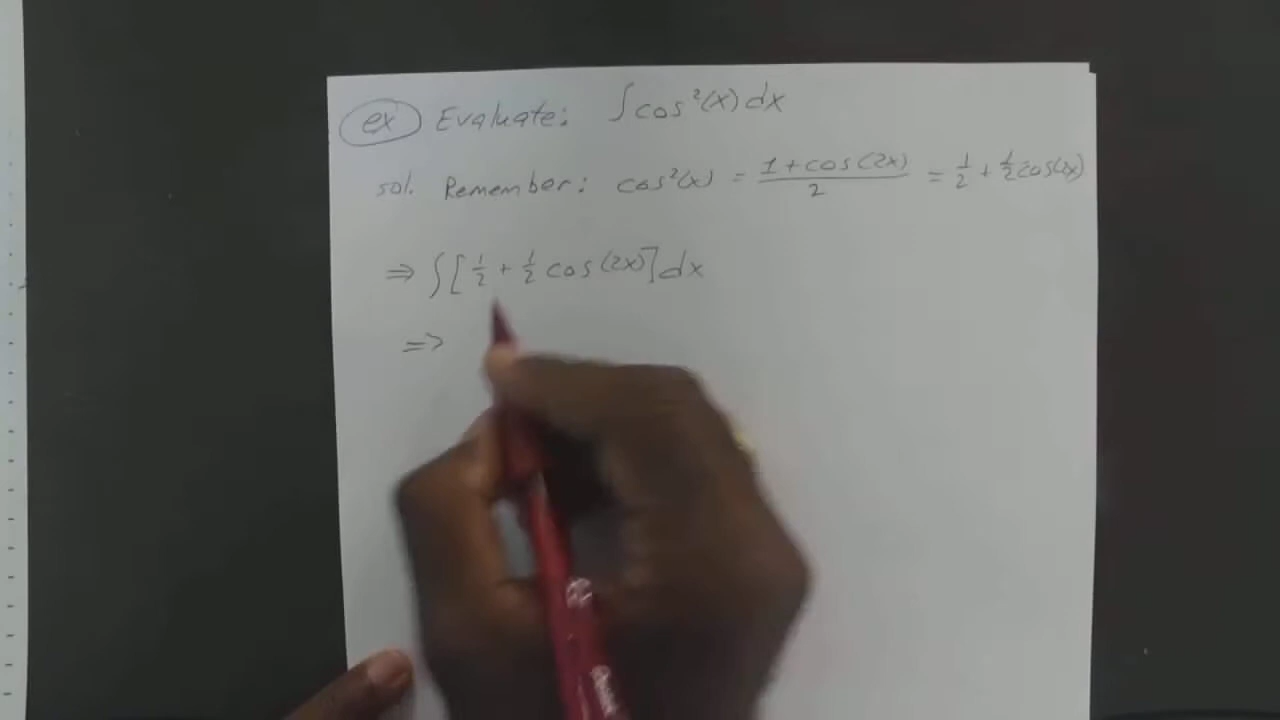 ex Evaluate: ∫cos²(x)dx
sol. Remember: cos²(x) = 1+cos(2x)/2 = 1/2 + 1/2 cos(2x)
⇒ ∫[1/2 + 1/2 cos(2x)]dx
⇒